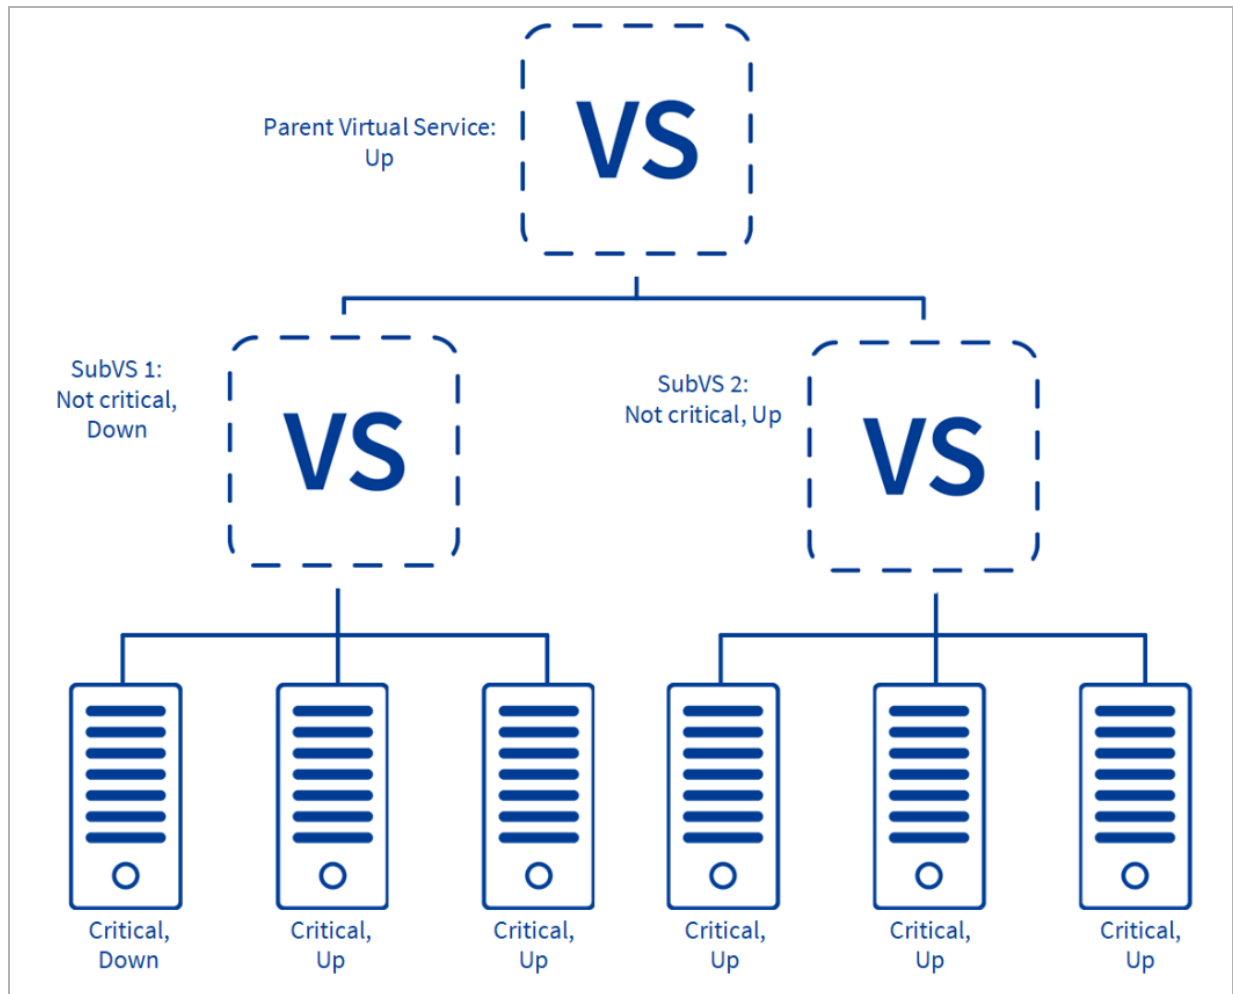 VS
Parent Virtual Service:
Up
SubVS 1:
Not critical,
Down
VS
SubVS 2:
Not critical, Up
VS
Critical,
Down
Critical,
Up
Critical,
Up
Critical,
Up
Critical,
Up
Critical,
Up